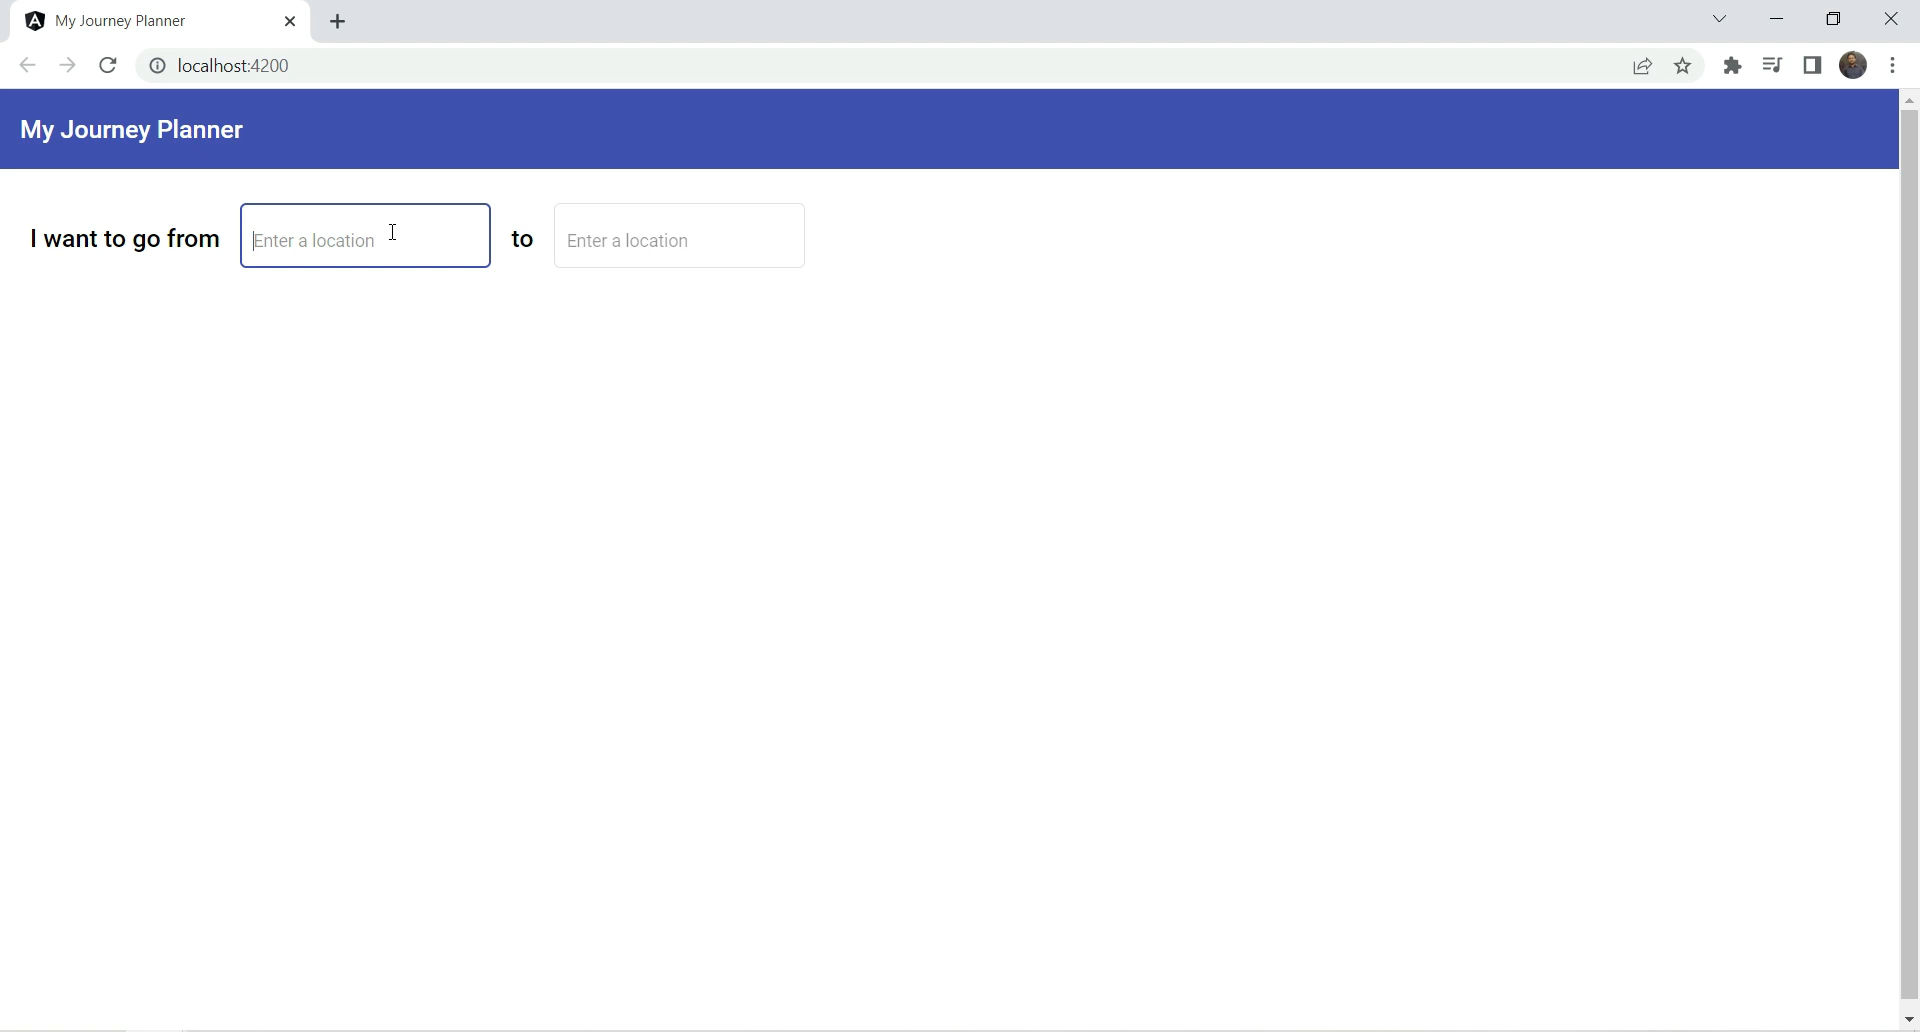 My Journey Planner
localhost:4200
My Journey Planner
I want to go from Enter a location to Enter a location